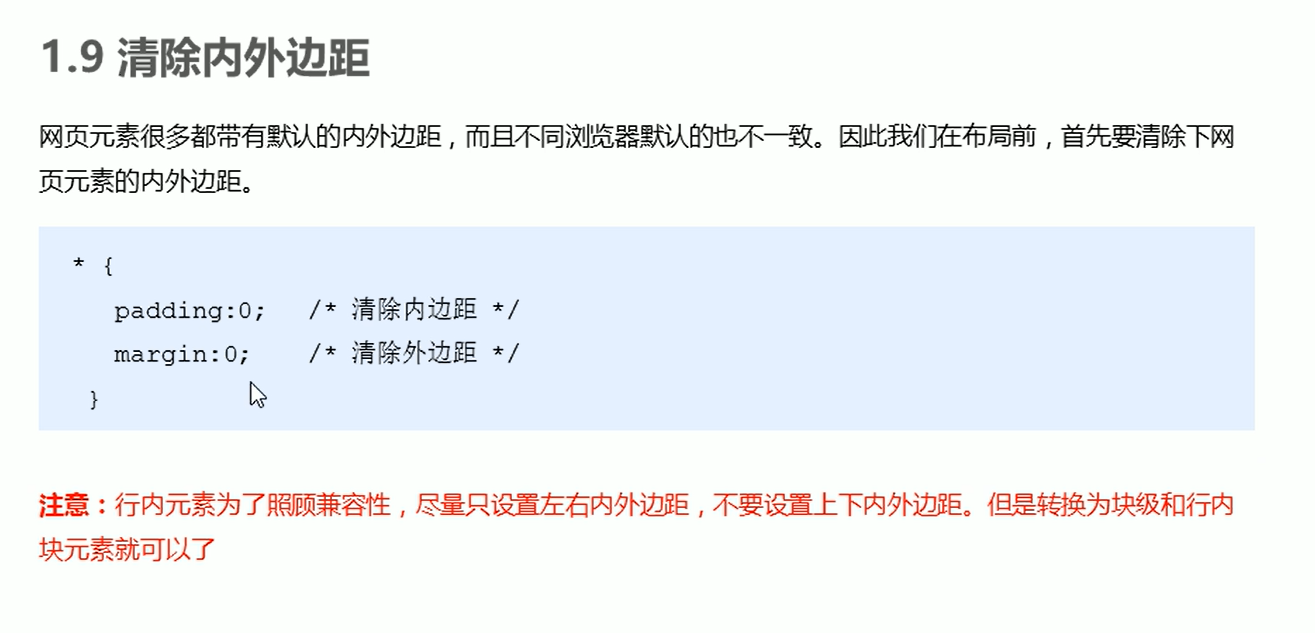 1.9 清除内外边距
网页元素很多都带有默认的内外边距，而且不同浏览器默认的也不一致。因此我们在布局前，首先要清除下网
页元素的内外边距。
* {
padding:0;   /* 清除内边距 */
margin:0;    /* 清除外边距 */
}
注意：行内元素为了照顾兼容性，尽量只设置左右内外边距，不要设置上下内外边距。但是转换为块级和行内
块元素就可以了